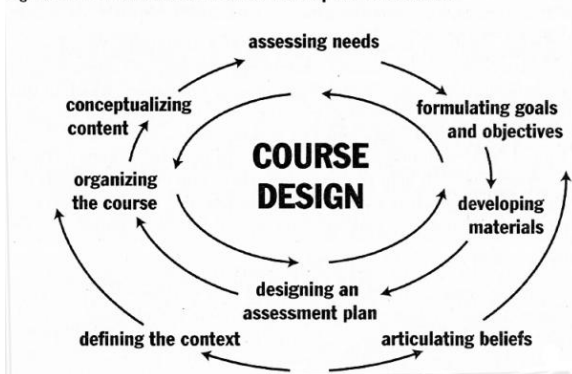 assessing needs
conceptualizing
content
formulating goals
and objectives
COURSE
DESIGN
organizing
the course
developing
materials
designing an
assessment plan
defining the context
articulating beliefs